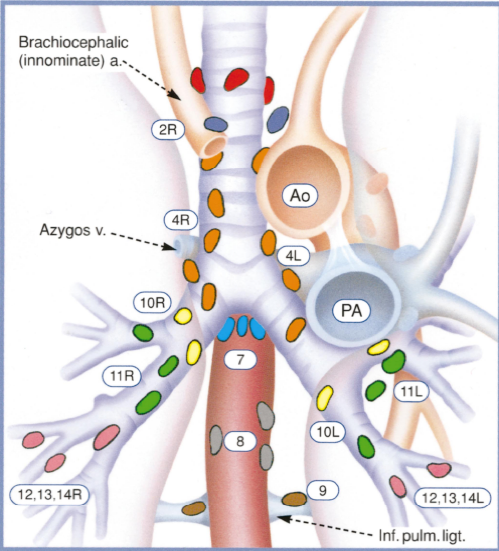 Brachiocephalic
(innominate) a.
2R
Ao
4R
Azygos v.
4L
10R
PA
7
11R
11L
10L
8
9
12,13,14R
12,13,14L
Inf. pulm. ligt.